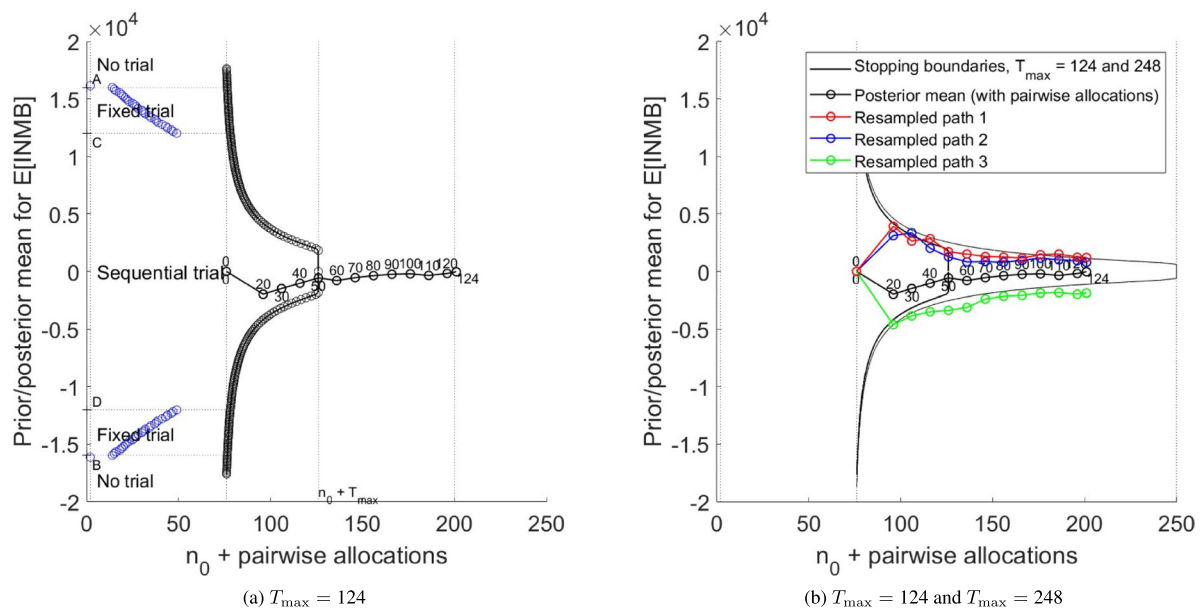 ×10⁴
2
No trial
A
1.5
Fixed trial
C
1
0.5
0
Sequential trial
0
0
20
30
40
50
60
70
80
90
100
110
120
124
-0.5
-1
D
Fixed trial
-1.5
B
No trial
-2
n₀ + Tmax
0
50
100
150
200
250
Prior/posterior mean for E[INMB]
n₀ + pairwise allocations
(a) Tmax = 124
×10⁴
2
Stopping boundaries, Tmax = 124 and 248
Posterior mean (with pairwise allocations)
Resampled path 1
Resampled path 2
Resampled path 3
1.5
1
0.5
0
0
0
20
30
40
50
60
70
80
90
100
110
120
124
-0.5
-1
-1.5
-2
0
50
100
150
200
250
Prior/posterior mean for E[INMB]
n₀ + pairwise allocations
(b) Tmax = 124 and Tmax = 248